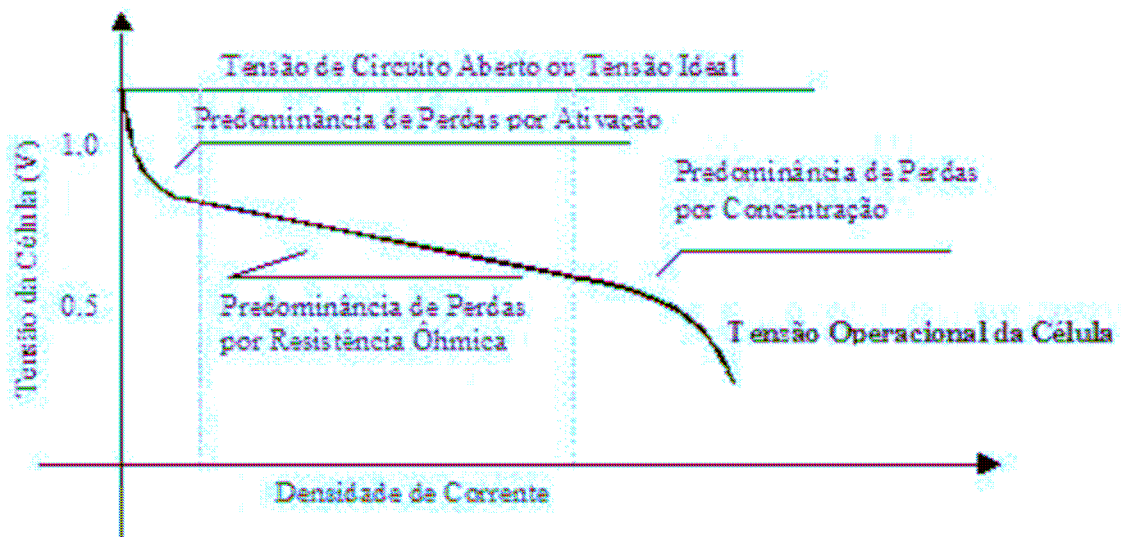 Tensão de Circuito Aberto ou Tensão Ideal
Predominância de Perdas por Ativação
1.0
Predominância de Perdas
por Concentração
Tensão da Célula (V)
0.5
Predominância de Perdas
por Resistência Ôhmica
Tensão Operacional da Célula
Densidade de Corrente